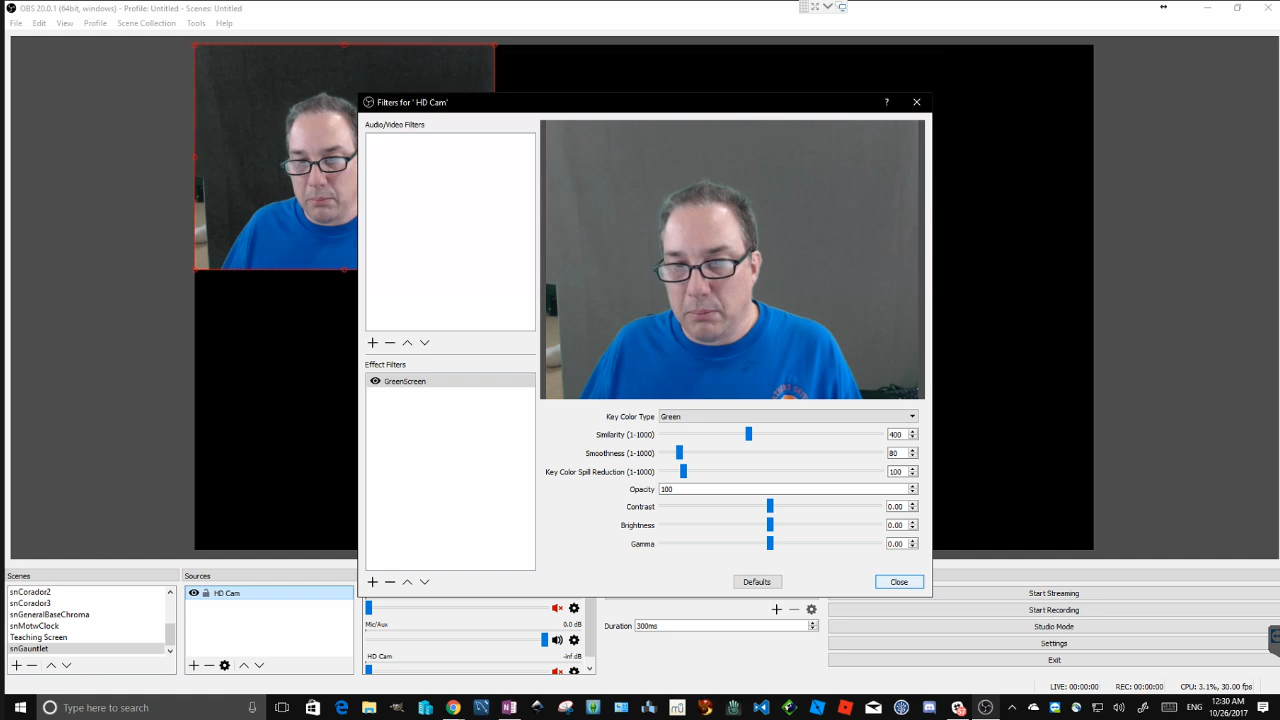 OBS 20.0.1 (64bit, windows) - Profile: Untitled - Scenes: Untitled
File Edit View Profile Scene Collection Tools Help
Filters for ' HD Cam'
?
Audio/Video Filters
Effect Filters
GreenScreen
Key Color Type Green
Similarity (1-1000) 400
Smoothness (1-1000) 80
Key Color Spill Reduction (1-1000) 100
Opacity 100
Contrast 0.00
Brightness 0.00
Gamma 0.00
Defaults Close
Scenes
snCorador2
snCorador3
snGeneralBaseChroma
snMotwClock
Teaching Screen
snGauntlet
Sources
HD Cam
Mic/Aux 0.0 dB
HD Cam -inf dB
Duration 300ms
Start Streaming
Start Recording
Studio Mode
Settings
Exit
LIVE: 00:00:00 REC: 00:00:00 CPU: 3.1%, 30.00 fps
Type here to search
ENG
12:30 AM
10/26/2017